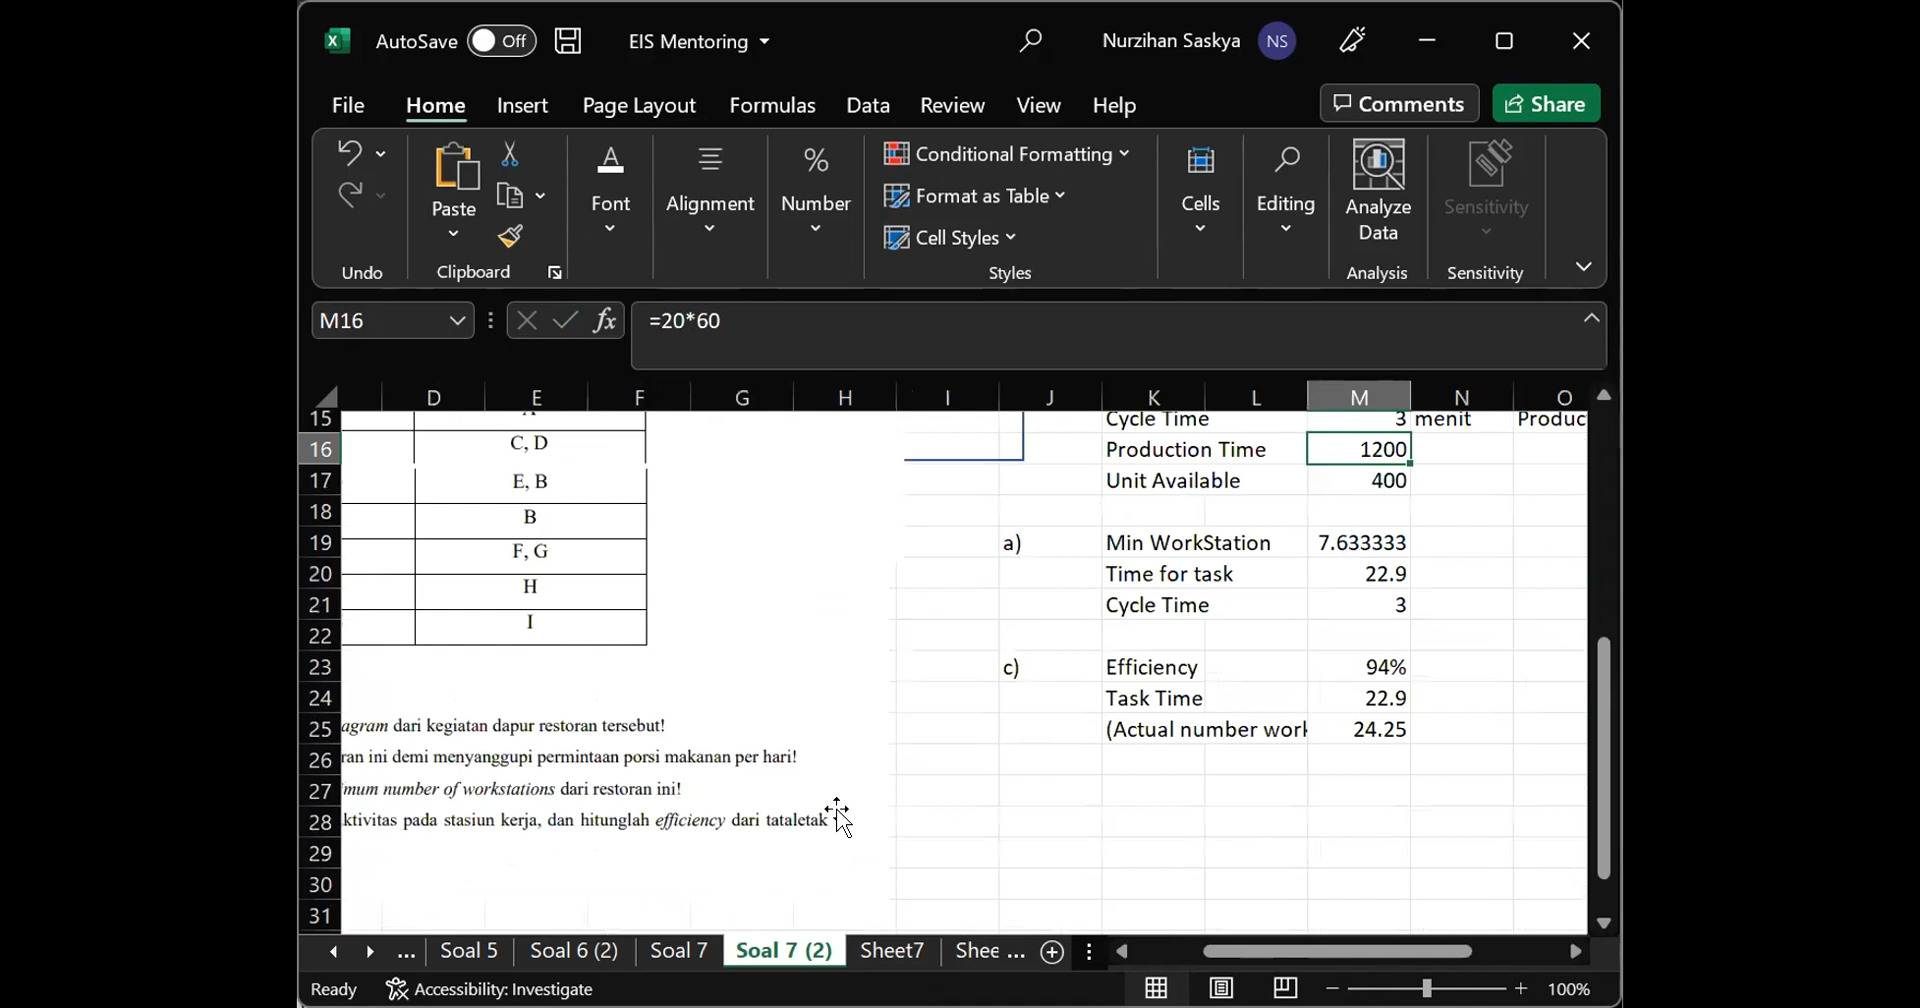 AutoSave Off EIS Mentoring Nurzihan Saskya NS
File Home Insert Page Layout Formulas Data Review View Help Comments Share
Paste
Font
Alignment
%
Number
Conditional Formatting
Format as Table
Cell Styles
Cells
Editing
Analyze
Data
Sensitivity
Undo Clipboard Styles Analysis Sensitivity
M16 fx =20*60
D E F G H I J K L M N O
15 A Cycle Time 3 menit Produc
16 C, D Production Time 1200
17 E, B Unit Available 400
18 B
19 F, G a) Min WorkStation 7.633333
20 H Time for task 22.9
21 I Cycle Time 3
22
23 c) Efficiency 94%
24 Task Time 22.9
25 agram dari kegiatan dapur restoran tersebut! (Actual number work 24.25
26 ran ini demi menyanggupi permintaan porsi makanan per hari!
27 mum number of workstations dari restoran ini!
28 ktivitas pada stasiun kerja, dan hitunglah efficiency dari tataletak
29
30
31
... Soal 5 Soal 6 (2) Soal 7 Soal 7 (2) Sheet7 Shee ...
Ready Accessibility: Investigate 100%